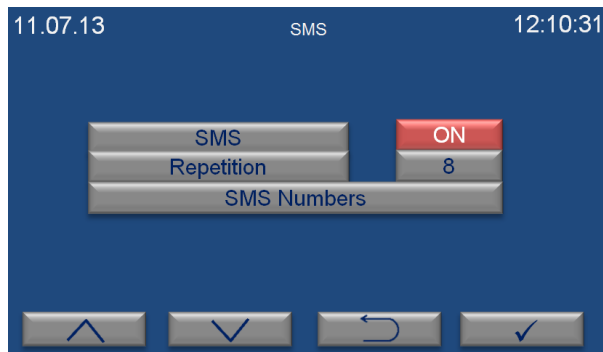 11.07.13 SMS 12:10:31
SMS ON
Repetition 8
SMS Numbers